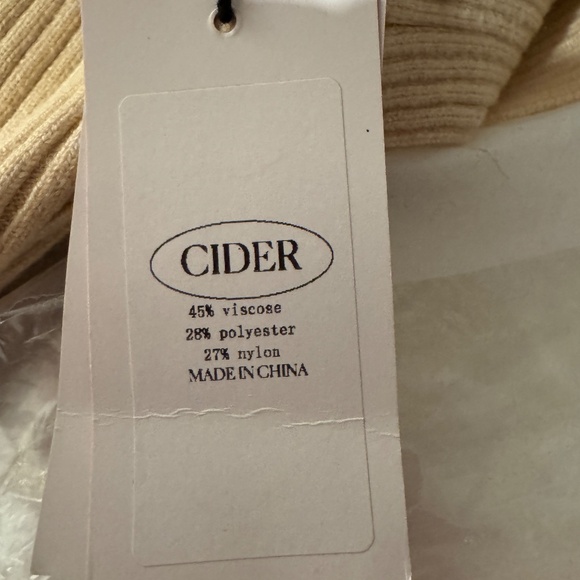 CIDER
45% viscose
28% polyester
27% nylon
MADE IN CHINA